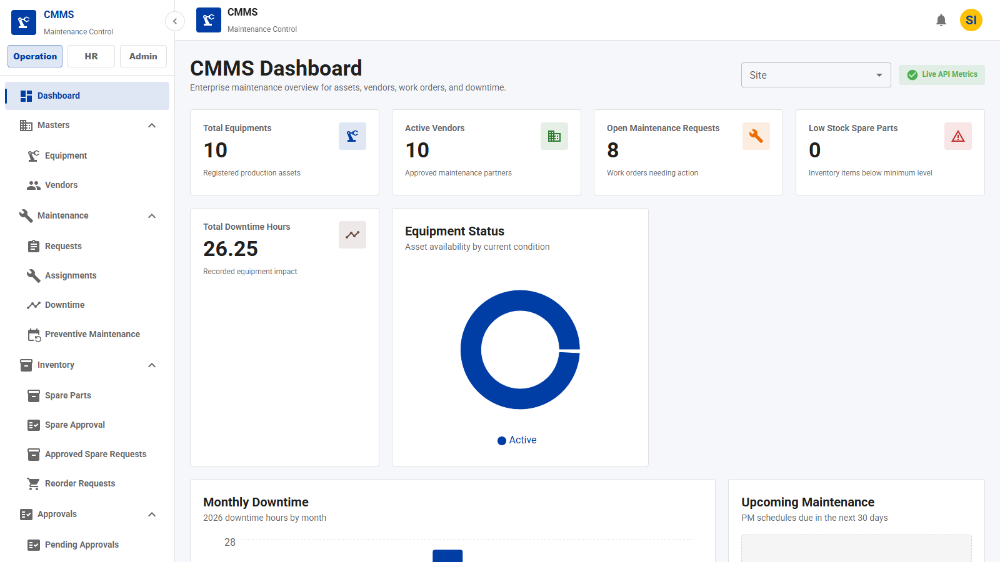 CMMS
Maintenance Control
Operation
HR
Admin
Dashboard
Masters
Equipment
Vendors
Maintenance
Requests
Assignments
Downtime
Preventive Maintenance
Inventory
Spare Parts
Spare Approval
Approved Spare Requests
Reorder Requests
Approvals
Pending Approvals
CMMS
Maintenance Control
SI
CMMS Dashboard
Enterprise maintenance overview for assets, vendors, work orders, and downtime.
Site
Live API Metrics
Total Equipments
10
Registered production assets
Active Vendors
10
Approved maintenance partners
Open Maintenance Requests
8
Work orders needing action
Low Stock Spare Parts
0
Inventory items below minimum level
Total Downtime Hours
26.25
Recorded equipment impact
Equipment Status
Asset availability by current condition
Active
Monthly Downtime
2026 downtime hours by month
28
Upcoming Maintenance
PM schedules due in the next 30 days